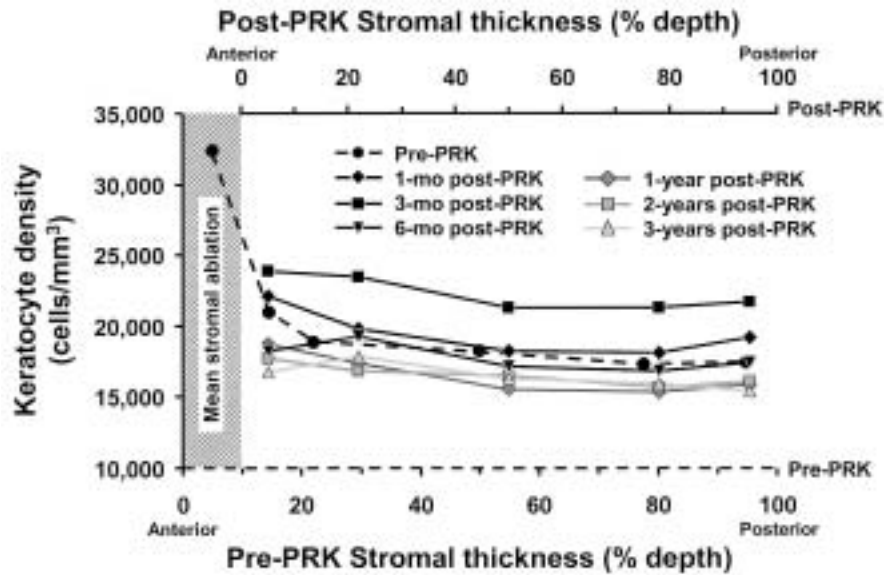 Post-PRK Stromal thickness (% depth)
Anterior
Posterior
0 20 40 60 80 100
Post-PRK
35,000
30,000
25,000
20,000
15,000
10,000
Keratocyte density
(cells/mm³)
Mean stromal ablation
Pre-PRK
1-mo post-PRK
3-mo post-PRK
6-mo post-PRK
1-year post-PRK
2-years post-PRK
3-years post-PRK
Pre-PRK
0 20 40 60 80 100
Anterior
Posterior
Pre-PRK Stromal thickness (% depth)